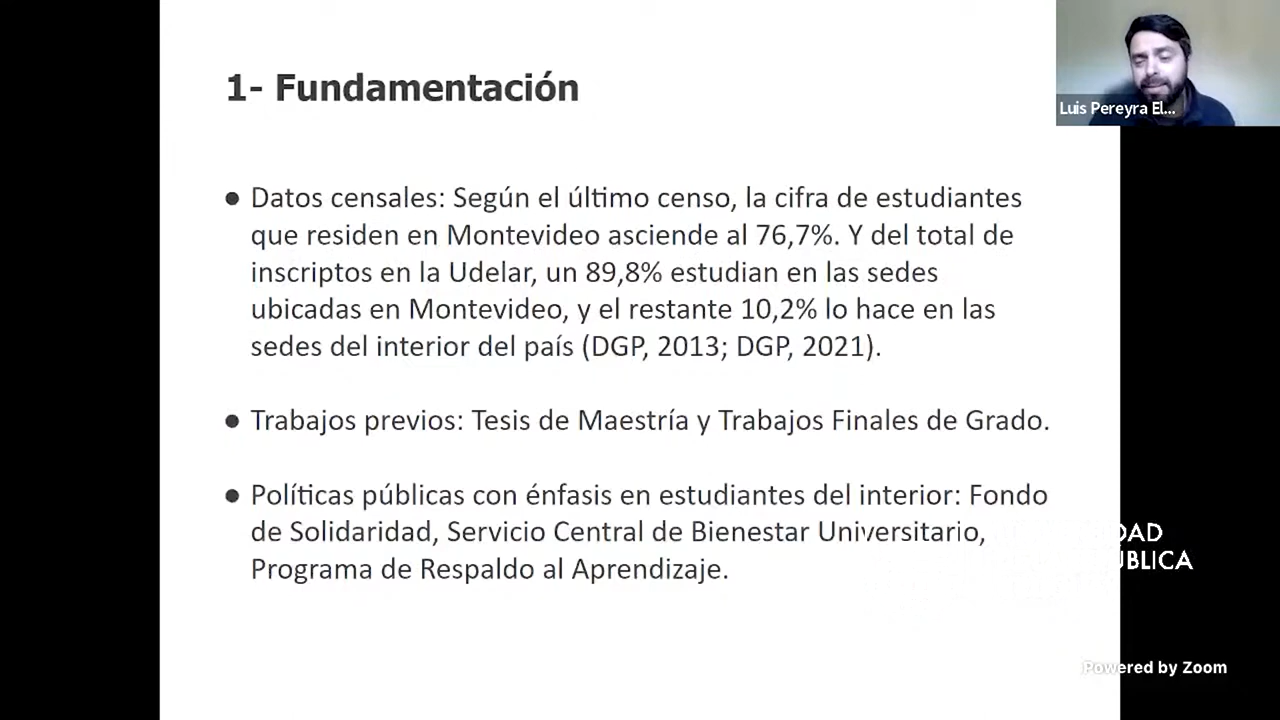 1- Fundamentación
Luis Pereyra El...
● Datos censales: Según el último censo, la cifra de estudiantes
que residen en Montevideo asciende al 76,7%. Y del total de
inscriptos en la Udelar, un 89,8% estudian en las sedes
ubicadas en Montevideo, y el restante 10,2% lo hace en las
sedes del interior del país (DGP, 2013; DGP, 2021).
● Trabajos previos: Tesis de Maestría y Trabajos Finales de Grado.
● Políticas públicas con énfasis en estudiantes del interior: Fondo
de Solidaridad, Servicio Central de Bienestar Universitario,
Programa de Respaldo al Aprendizaje.
DAD
ÚBLICA
Powered by Zoom